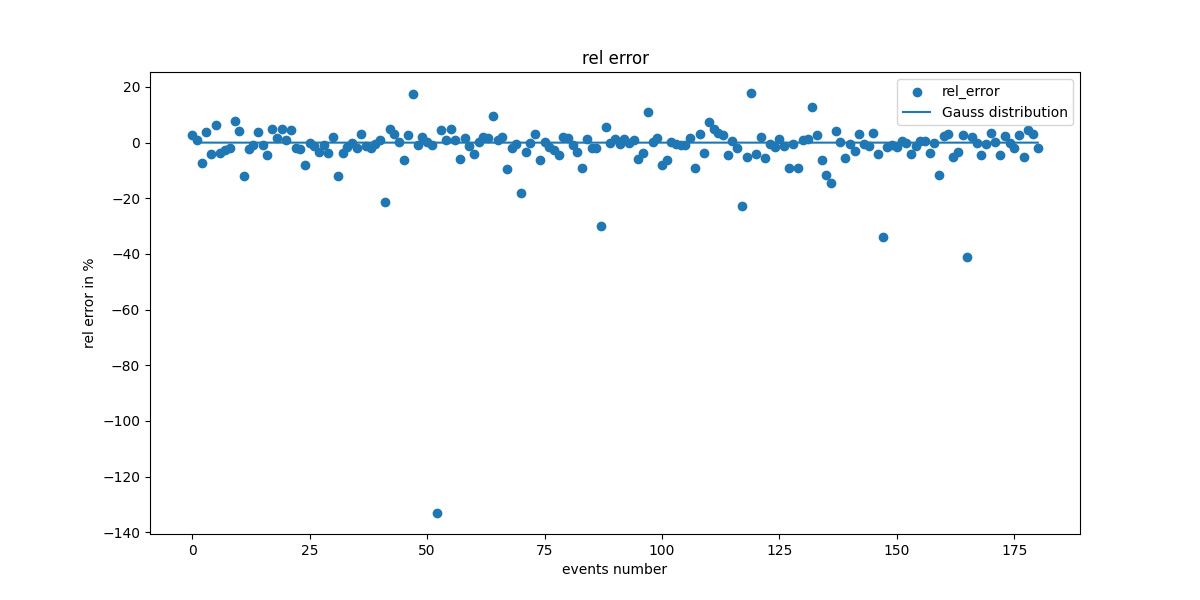 rel error
rel_error
Gauss distribution
20
0
−20
−40
−60
−80
−100
−120
−140
rel error in %
0 25 50 75 100 125 150 175
events number